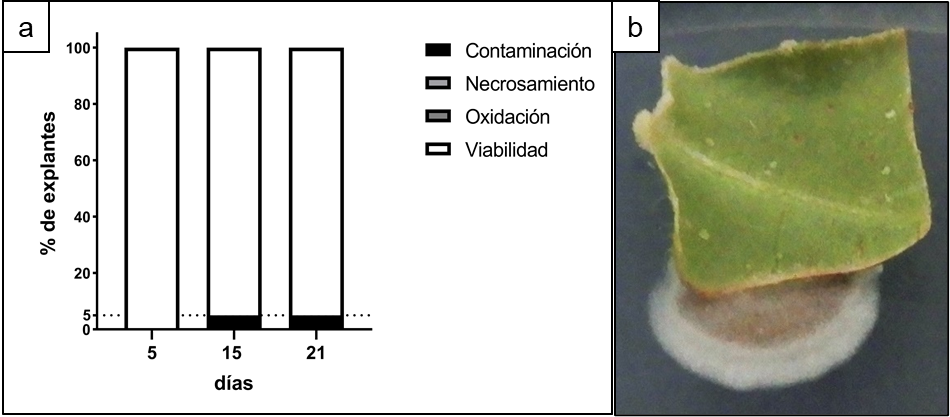 a
% de explantes
100
80
60
40
20
5
0
5
15
21
días
Contaminación
Necrosamiento
Oxidación
Viabilidad
b